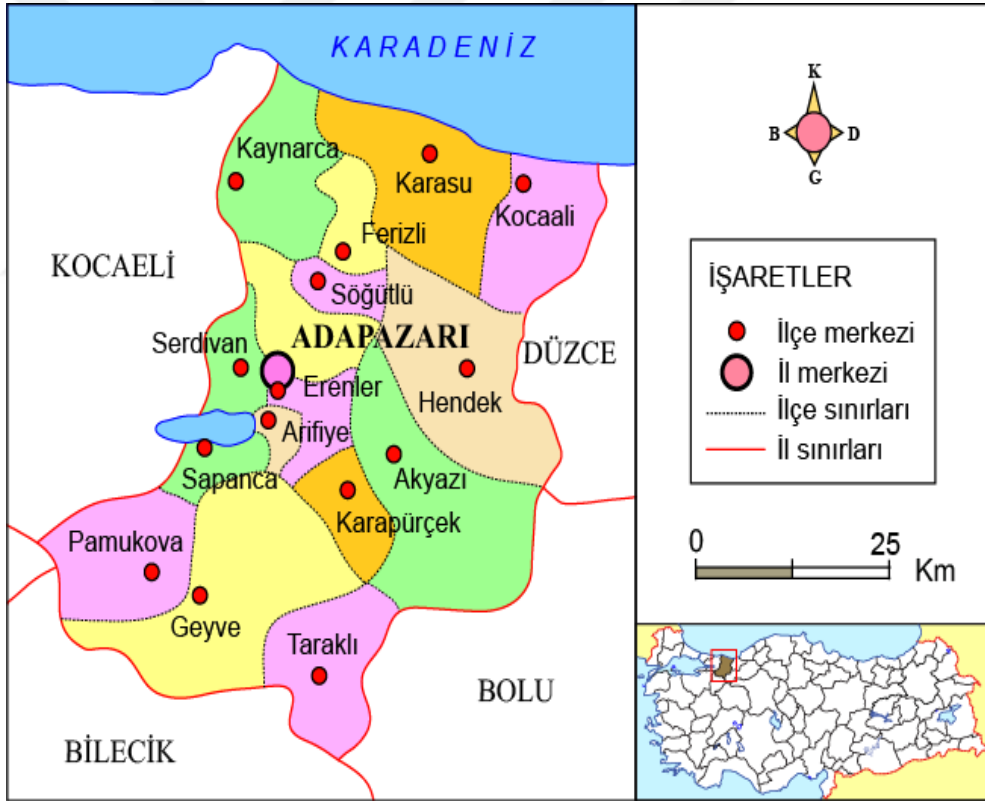 KARADENİZ
Kaynarca
Karasu
Kocaali
Ferizli
KOCAELİ
Söğütlü
ADAPAZARI
Serdivan
DÜZCE
Erenler
Hendek
Arifiye
Sapanca
Akyazı
Karapürçek
Pamukova
Geyve
Taraklı
BOLU
BİLECİK
K
B D
G
İŞARETLER
İlçe merkezi
İl merkezi
İlçe sınırları
İl sınırları
0 25
Km